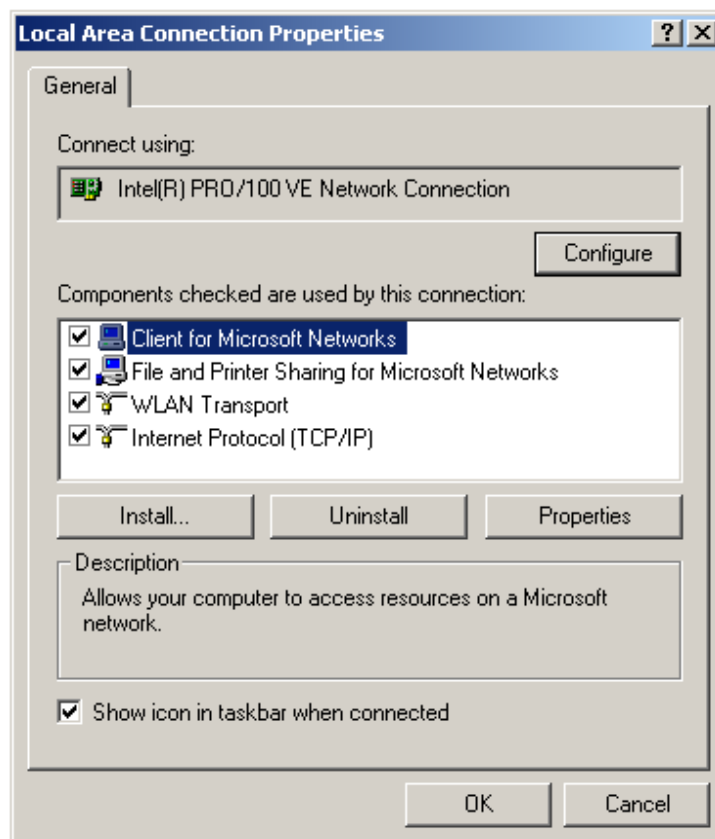 Local Area Connection Properties
General
Connect using:
Intel(R) PRO/100 VE Network Connection
Configure
Components checked are used by this connection:
Client for Microsoft Networks
File and Printer Sharing for Microsoft Networks
WLAN Transport
Internet Protocol (TCP/IP)
Install... Uninstall Properties
Description
Allows your computer to access resources on a Microsoft
network.
Show icon in taskbar when connected
OK Cancel